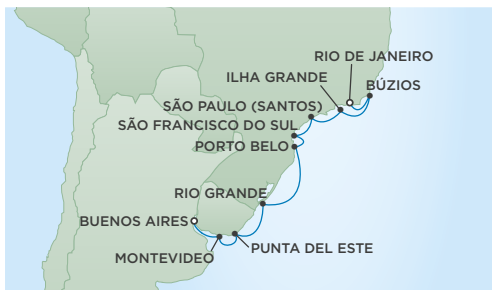 RIO DE JANEIRO
ILHA GRANDE
BÚZIOS
SÃO PAULO (SANTOS)
SÃO FRANCISCO DO SUL
PORTO BELO
RIO GRANDE
BUENOS AIRES
PUNTA DEL ESTE
MONTEVIDEO